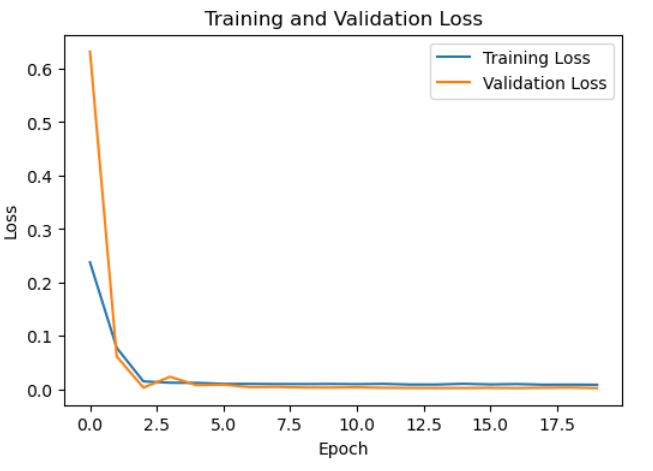 Training and Validation Loss
Training Loss
Validation Loss
0.6
0.5
0.4
0.3
0.2
0.1
0.0
Loss
0.0 2.5 5.0 7.5 10.0 12.5 15.0 17.5
Epoch